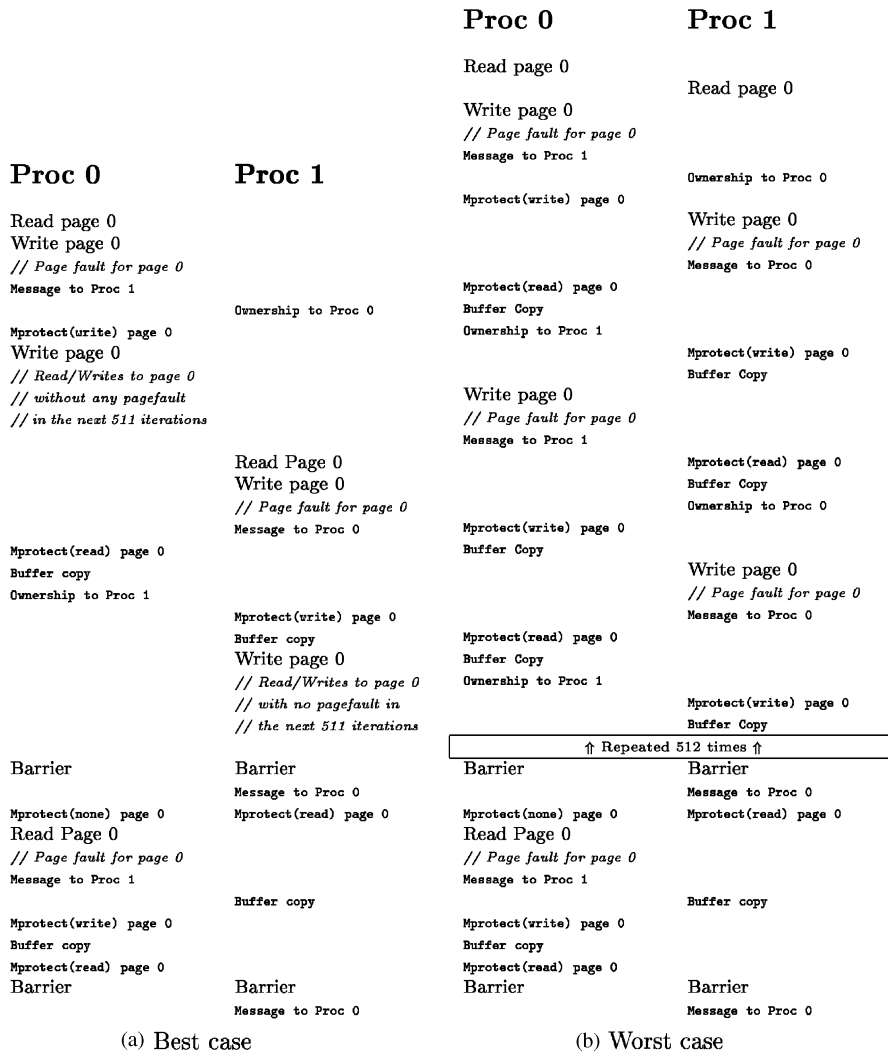 Proc 0 Proc 1
Read page 0
Write page 0
// Page fault for page 0
Message to Proc 1
Ownership to Proc 0
Mprotect(write) page 0
Write page 0
// Read/Writes to page 0
// without any pagefault
// in the next 511 iterations
Read Page 0
Write page 0
// Page fault for page 0
Message to Proc 0
Mprotect(read) page 0
Buffer copy
Ownership to Proc 1
Mprotect(write) page 0
Buffer copy
Write page 0
// Read/Writes to page 0
// with no pagefault in
// the next 511 iterations
Barrier Barrier
Message to Proc 0
Mprotect(none) page 0 Mprotect(read) page 0
Read Page 0
// Page fault for page 0
Message to Proc 1
Buffer copy
Mprotect(write) page 0
Buffer copy
Mprotect(read) page 0
Barrier Barrier
Message to Proc 0
(a) Best case
Proc 0 Proc 1
Read page 0
Read page 0
Write page 0
// Page fault for page 0
Message to Proc 1
Ownership to Proc 0
Mprotect(write) page 0
Write page 0
// Page fault for page 0
Message to Proc 0
Mprotect(read) page 0
Buffer Copy
Ownership to Proc 1
Mprotect(write) page 0
Buffer Copy
Write page 0
// Page fault for page 0
Message to Proc 1
Mprotect(read) page 0
Buffer Copy
Ownership to Proc 0
Mprotect(write) page 0
Buffer Copy
Write page 0
// Page fault for page 0
Message to Proc 0
Mprotect(read) page 0
Buffer Copy
Ownership to Proc 1
Mprotect(write) page 0
Buffer Copy
⇑ Repeated 512 times ⇑
Barrier Barrier
Message to Proc 0
Mprotect(none) page 0 Mprotect(read) page 0
Read Page 0
// Page fault for page 0
Message to Proc 1
Buffer copy
Mprotect(write) page 0
Buffer copy
Mprotect(read) page 0
Barrier Barrier
Message to Proc 0
(b) Worst case